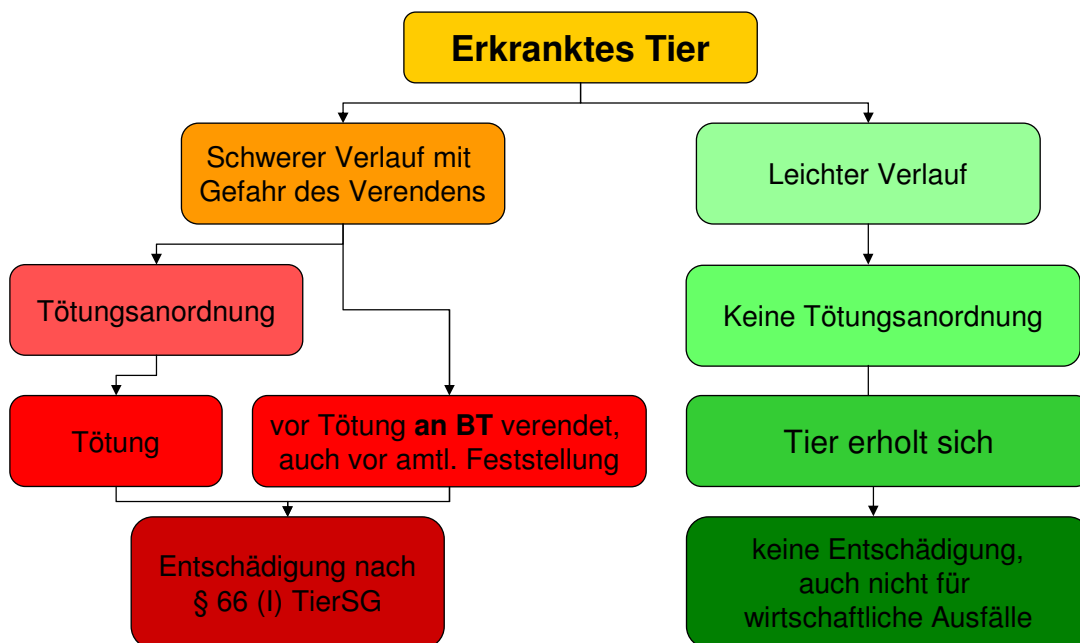 Erkranktes Tier
Schwerer Verlauf mit
Gefahr des Verendens
Leichter Verlauf
Tötungsanordnung
Keine Tötungsanordnung
Tötung
vor Tötung an BT verendet,
auch vor amtl. Feststellung
Tier erholt sich
Entschädigung nach
§ 66 (I) TierSG
keine Entschädigung,
auch nicht für
wirtschaftliche Ausfälle